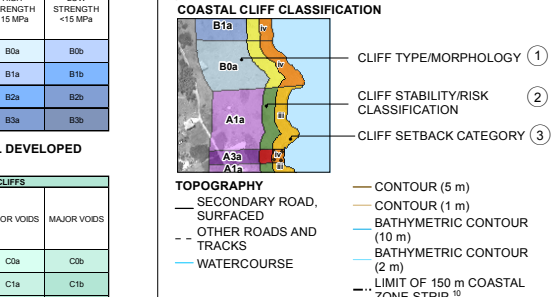 RENGTH
15 MPa
STRENGTH
<15 MPa
B0a
B0b
B1a
B1b
B2a
B2b
B3a
B3b
DEVELOPED
CLIFFS
OR VOIDS
MAJOR VOIDS
C0a
C0b
C1a
C1b
COASTAL CLIFF CLASSIFICATION
B1a
iv
B0a
iv
A1a
iii
A3a
iv
A1a
iii
CLIFF TYPE/MORPHOLOGY 1
CLIFF STABILITY/RISK
CLASSIFICATION 2
CLIFF SETBACK CATEGORY 3
TOPOGRAPHY
SECONDARY ROAD,
SURFACED
OTHER ROADS AND
TRACKS
WATERCOURSE
CONTOUR (5 m)
CONTOUR (1 m)
BATHYMETRIC CONTOUR
(10 m)
BATHYMETRIC CONTOUR
(2 m)
LIMIT OF 150 m COASTAL
ZONE STRIP 10